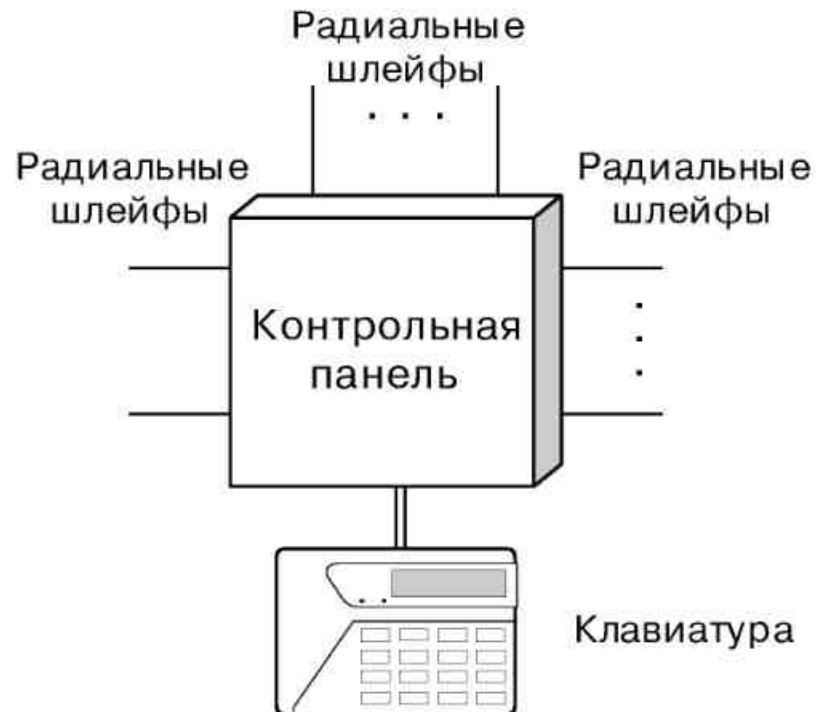 Радиальные
шлейфы
Радиальные
шлейфы
Радиальные
шлейфы
Контрольная
панель
Клавиатура